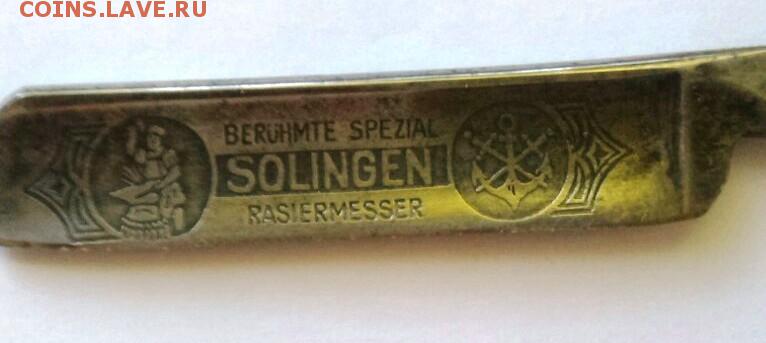 COINS.LAVE.RU
BERÜHMTE SPEZIAL
SOLINGEN
RASIERMESSER